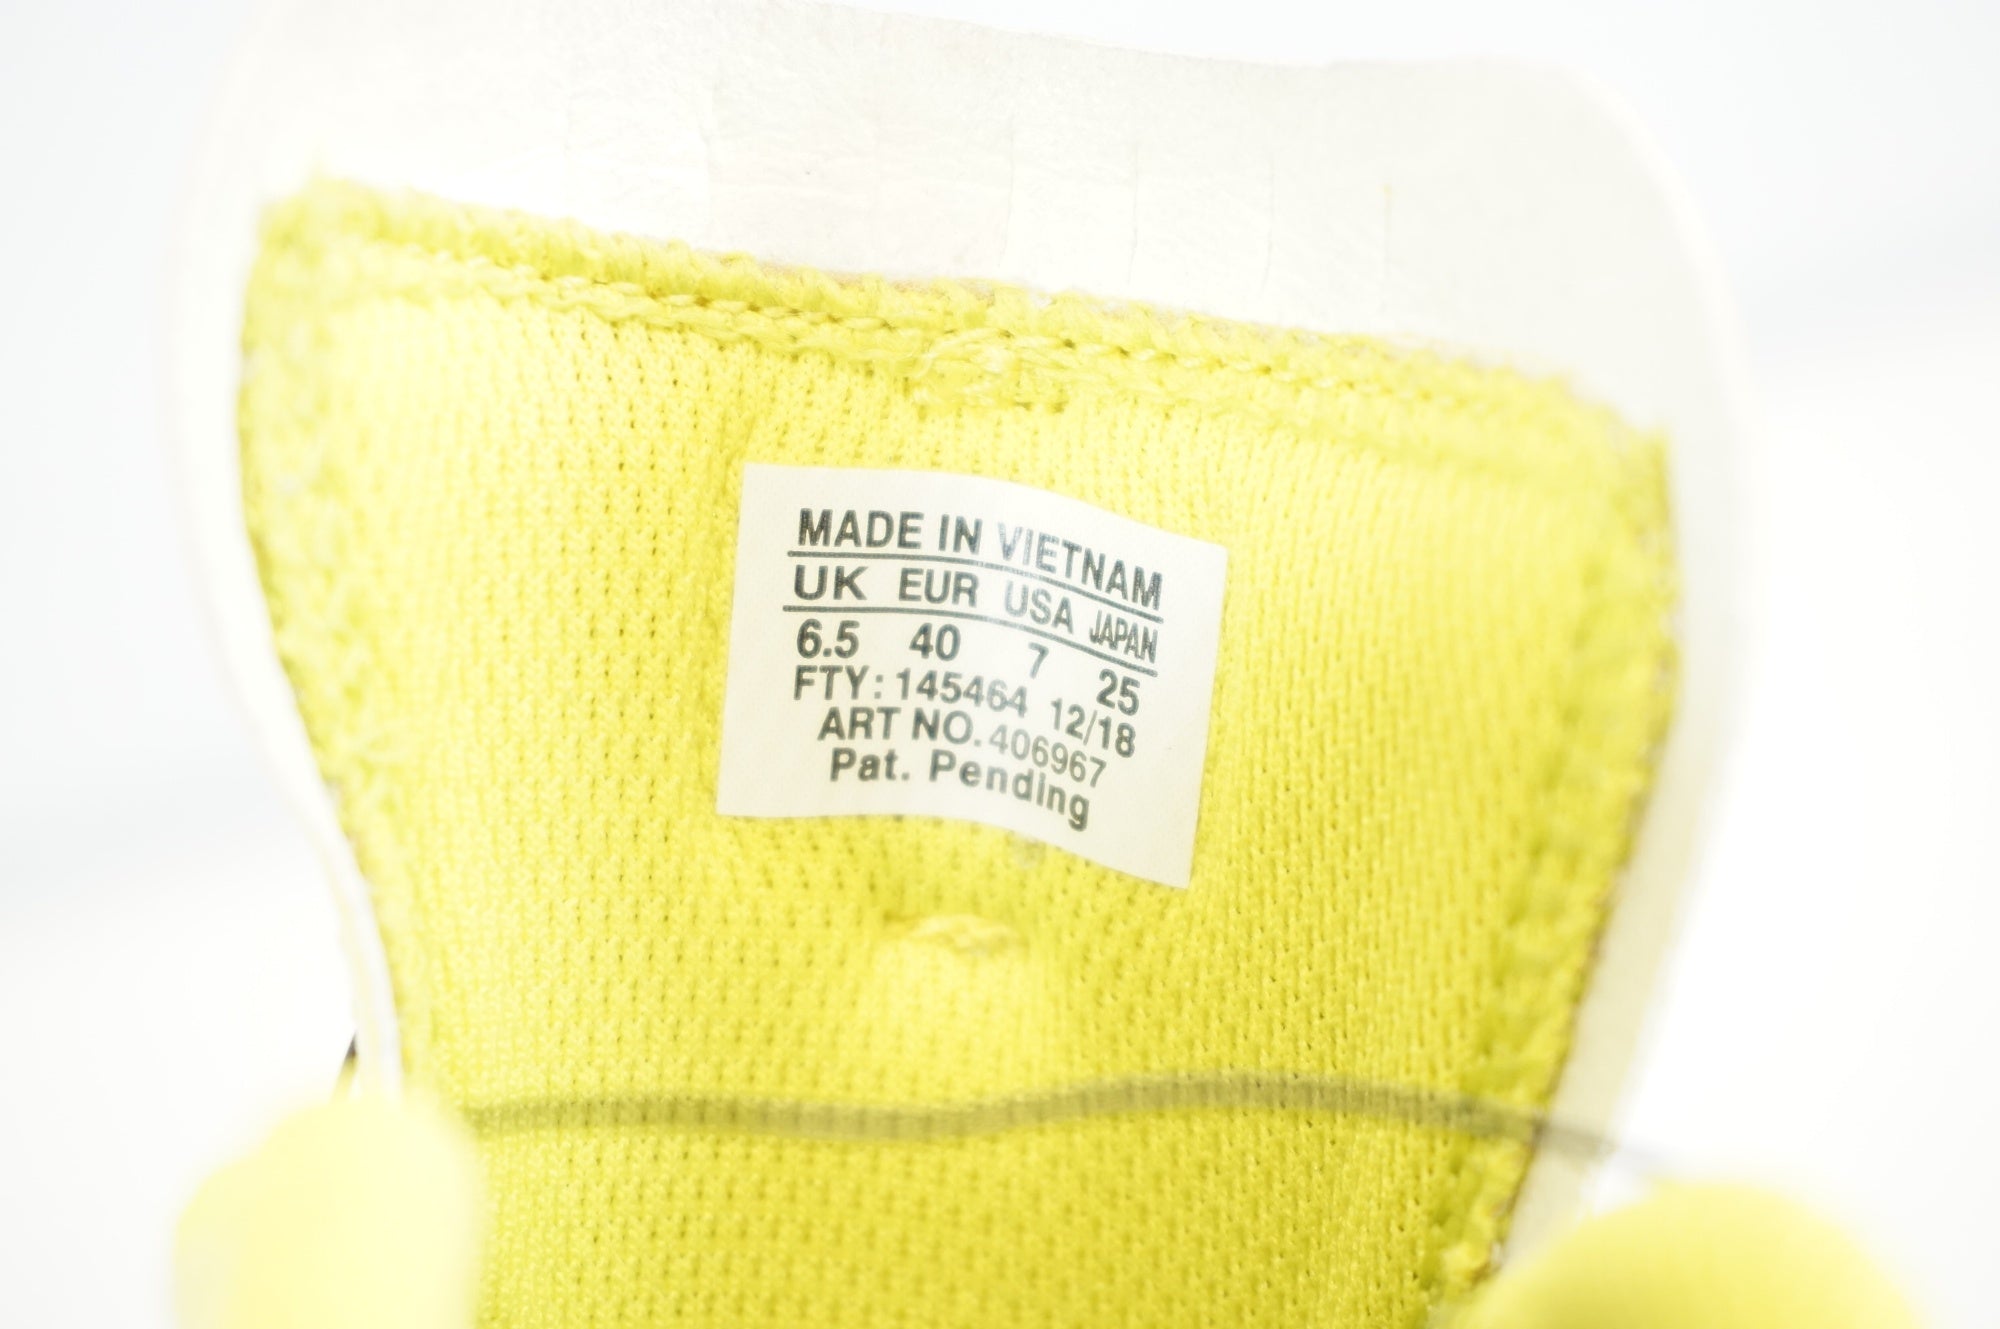 MADE IN VIETNAM
UK EUR USA JAPAN
6.5 40 7 25
FTY: 145464 12/18
ART NO. 406967
Pat. Pending